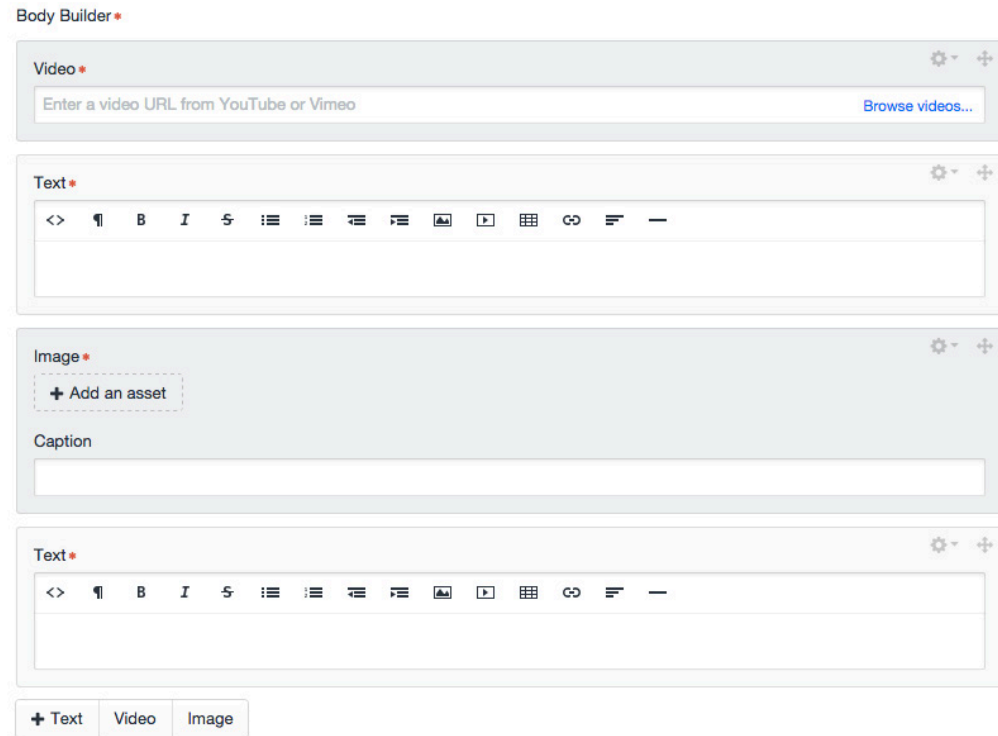 Body Builder*
Video*
Enter a video URL from YouTube or Vimeo Browse videos...
Text*
<> ¶ B I S
Image*
+ Add an asset
Caption
Text*
<> ¶ B I S
+ Text Video Image